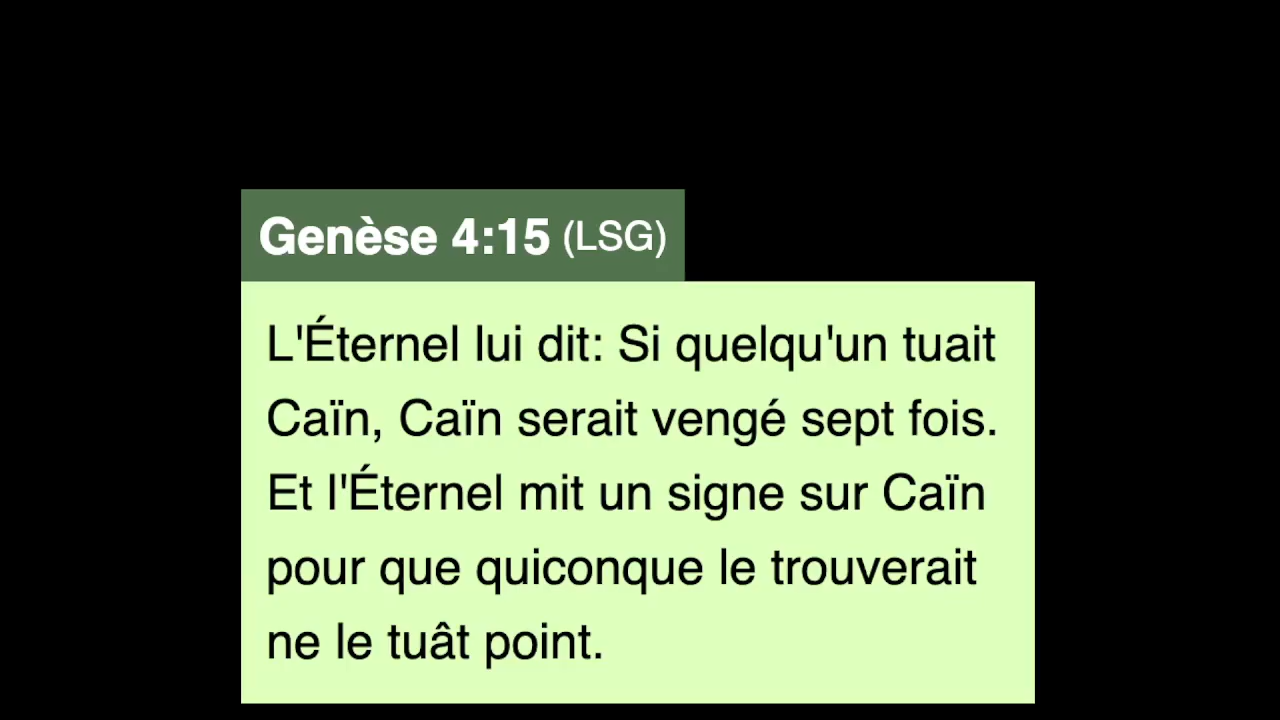 Genèse 4:15 (LSG)
L'Éternel lui dit: Si quelqu'un tuait
Caïn, Caïn serait vengé sept fois.
Et l'Éternel mit un signe sur Caïn
pour que quiconque le trouverait
ne le tuât point.